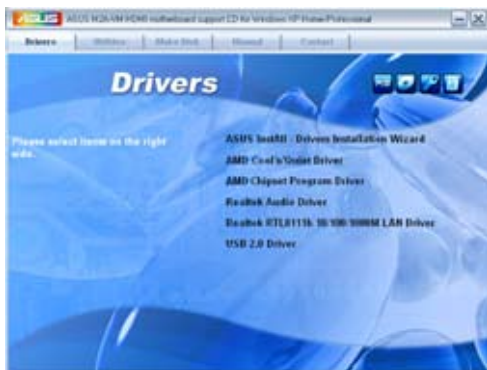 ASUS M2A-VM HDMI motherboard support CD for Windows XP Home/Professional
Drivers Utilities Make Disk Manual Contact
Drivers
Please select items on the right side.
ASUS InstAll - Drivers Installation Wizard
AMD Cool'n'Quiet Driver
AMD Chipset Program Driver
Realtek Audio Driver
Realtek RTL8111b 10/100/1000M LAN Driver
USB 2.0 Driver